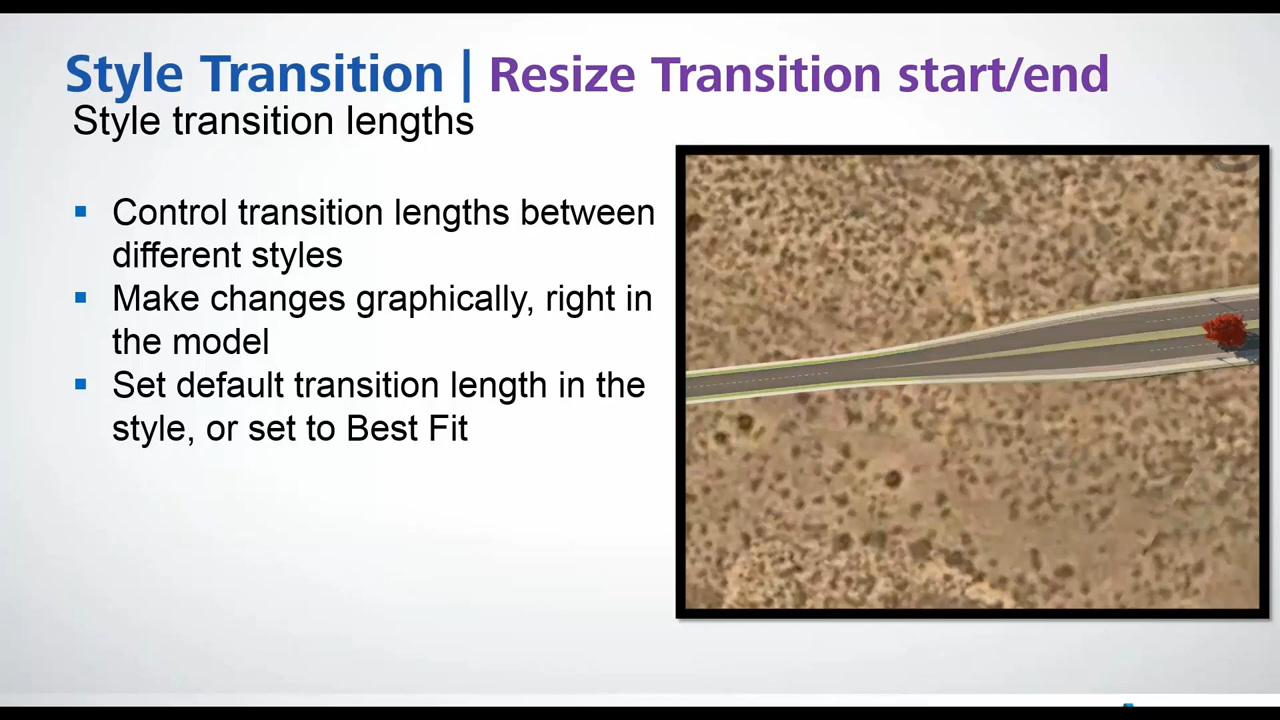 Style Transition | Resize Transition start/end
Style transition lengths
▪ Control transition lengths between
different styles
▪ Make changes graphically, right in
the model
▪ Set default transition length in the
style, or set to Best Fit